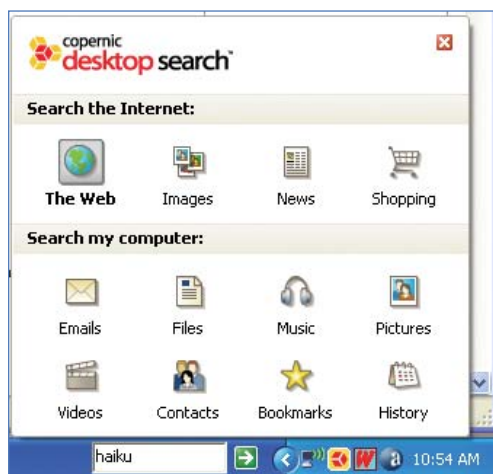 copernic
desktop search™
Search the Internet:
The Web Images News Shopping
Search my computer:
Emails Files Music Pictures
Videos Contacts Bookmarks History
haiku 10:54 AM